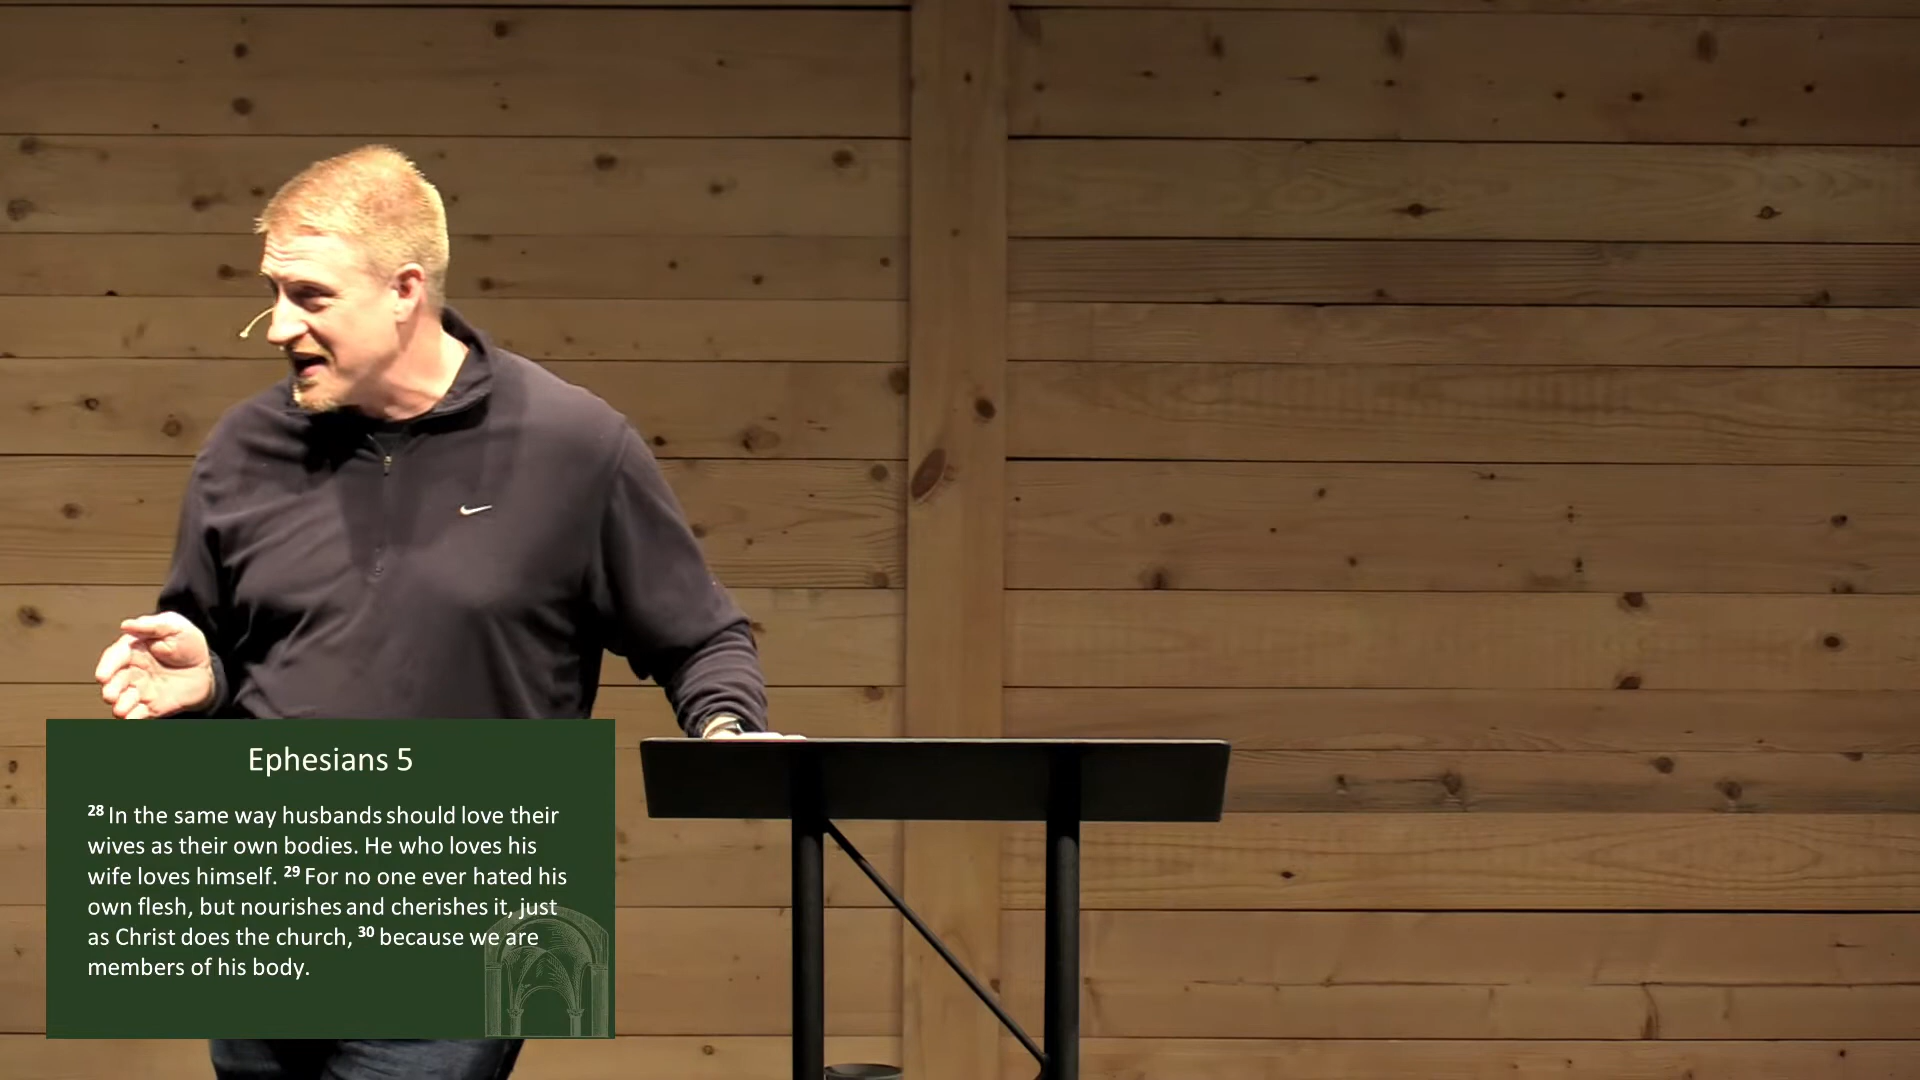 Ephesians 5
28 In the same way husbands should love their
wives as their own bodies. He who loves his
wife loves himself. 29 For no one ever hated his
own flesh, but nourishes and cherishes it, just
as Christ does the church, 30 because we are
members of his body.